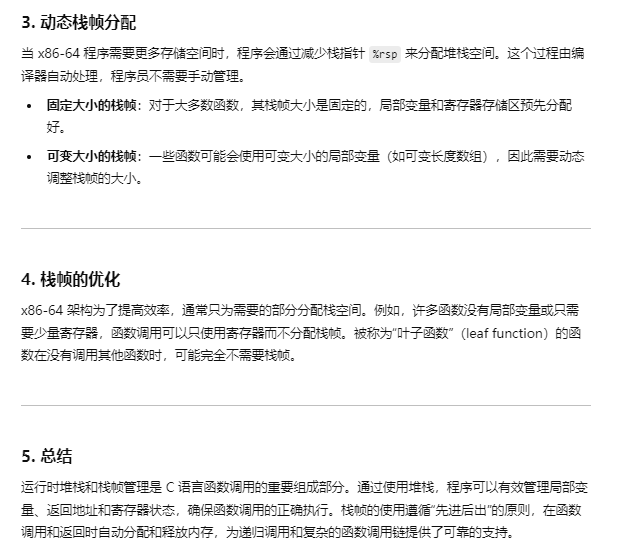 3. 动态栈帧分配
当 x86-64 程序需要更多存储空间时，程序会通过减少栈指针 %rsp 来分配堆栈空间。这个过程由编
译器自动处理，程序员不需要手动管理。
• 固定大小的栈帧：对于大多数函数，其栈帧大小是固定的，局部变量和寄存器存储区预先分配
好。
• 可变大小的栈帧：一些函数可能会使用可变大小的局部变量（如可变长度数组），因此需要动态
调整栈帧的大小。
4. 栈帧的优化
x86-64 架构为了提高效率，通常只为需要的部分分配栈空间。例如，许多函数没有局部变量或只需
要少量寄存器，函数调用可以只使用寄存器而不分配栈帧。被称为“叶子函数”（leaf function）的函
数在没有调用其他函数时，可能完全不需要栈帧。
5. 总结
运行时堆栈和栈帧管理是 C 语言函数调用的重要组成部分。通过使用堆栈，程序可以有效管理局部变
量、返回地址和寄存器状态，确保函数调用的正确执行。栈帧的使用遵循“先进后出”的原则，在函数
调用和返回时自动分配和释放内存，为递归调用和复杂的函数调用链提供了可靠的支持。